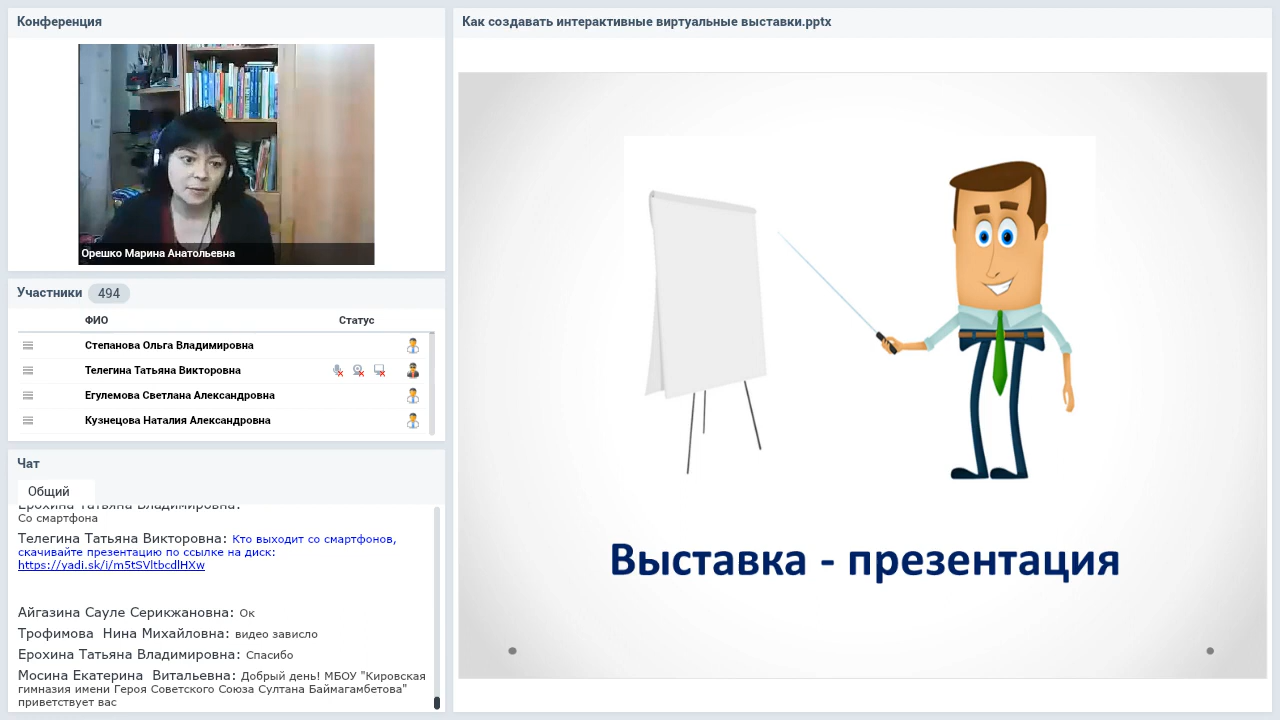 Конференция
Орешко Марина Анатольевна
Участники 494
ФИО Статус
Степанова Ольга Владимировна
Телегина Татьяна Викторовна
Егулемова Светлана Александровна
Кузнецова Наталия Александровна
Чат
Общий
Ерохина Татьяна Владимировна:
Со смартфона
Телегина Татьяна Викторовна: Кто выходит со смартфонов,
скачивайте презентацию по ссылке на диск:
https://yadi.sk/i/m5tSVltbcdlHXw
Айгазина Сауле Серикжановна: Ок
Трофимова Нина Михайловна: видео зависло
Ерохина Татьяна Владимировна: Спасибо
Мосина Екатерина Витальевна: Добрый день! МБОУ "Кировская
гимназия имени Героя Советского Союза Султана Баймагамбетова"
приветствует вас
Как создавать интерактивные виртуальные выставки.pptx
Выставка - презентация